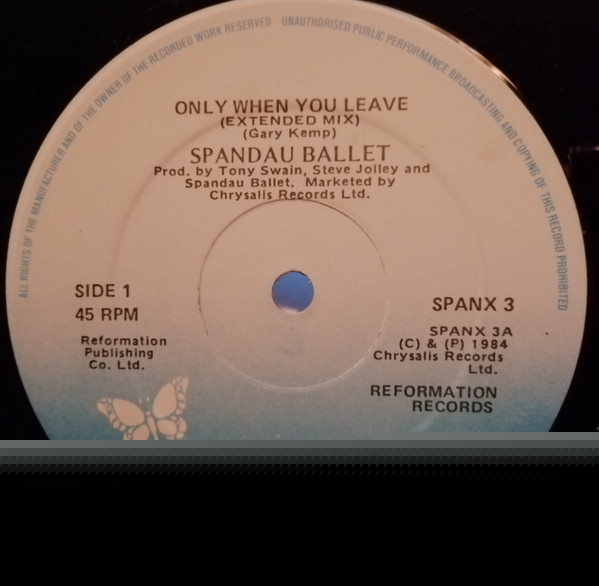 ALL RIGHTS OF THE MANUFACTURER AND OF THE OWNER OF THE RECORDED WORK RESERVED - UNAUTHORISED PUBLIC PERFORMANCE BROADCASTING AND COPYING OF THIS RECORD PROHIBITED
ONLY WHEN YOU LEAVE
(EXTENDED MIX)
(Gary Kemp)
SPANDAU BALLET
Prod. by Tony Swain, Steve Jolley and
Spandau Ballet. Marketed by
Chrysalis Records Ltd.
SIDE 1
45 RPM
Reformation
Publishing
Co. Ltd.
SPANX 3
SPANX 3A
(C) & (P) 1984
Chrysalis Records
Ltd.
REFORMATION
RECORDS